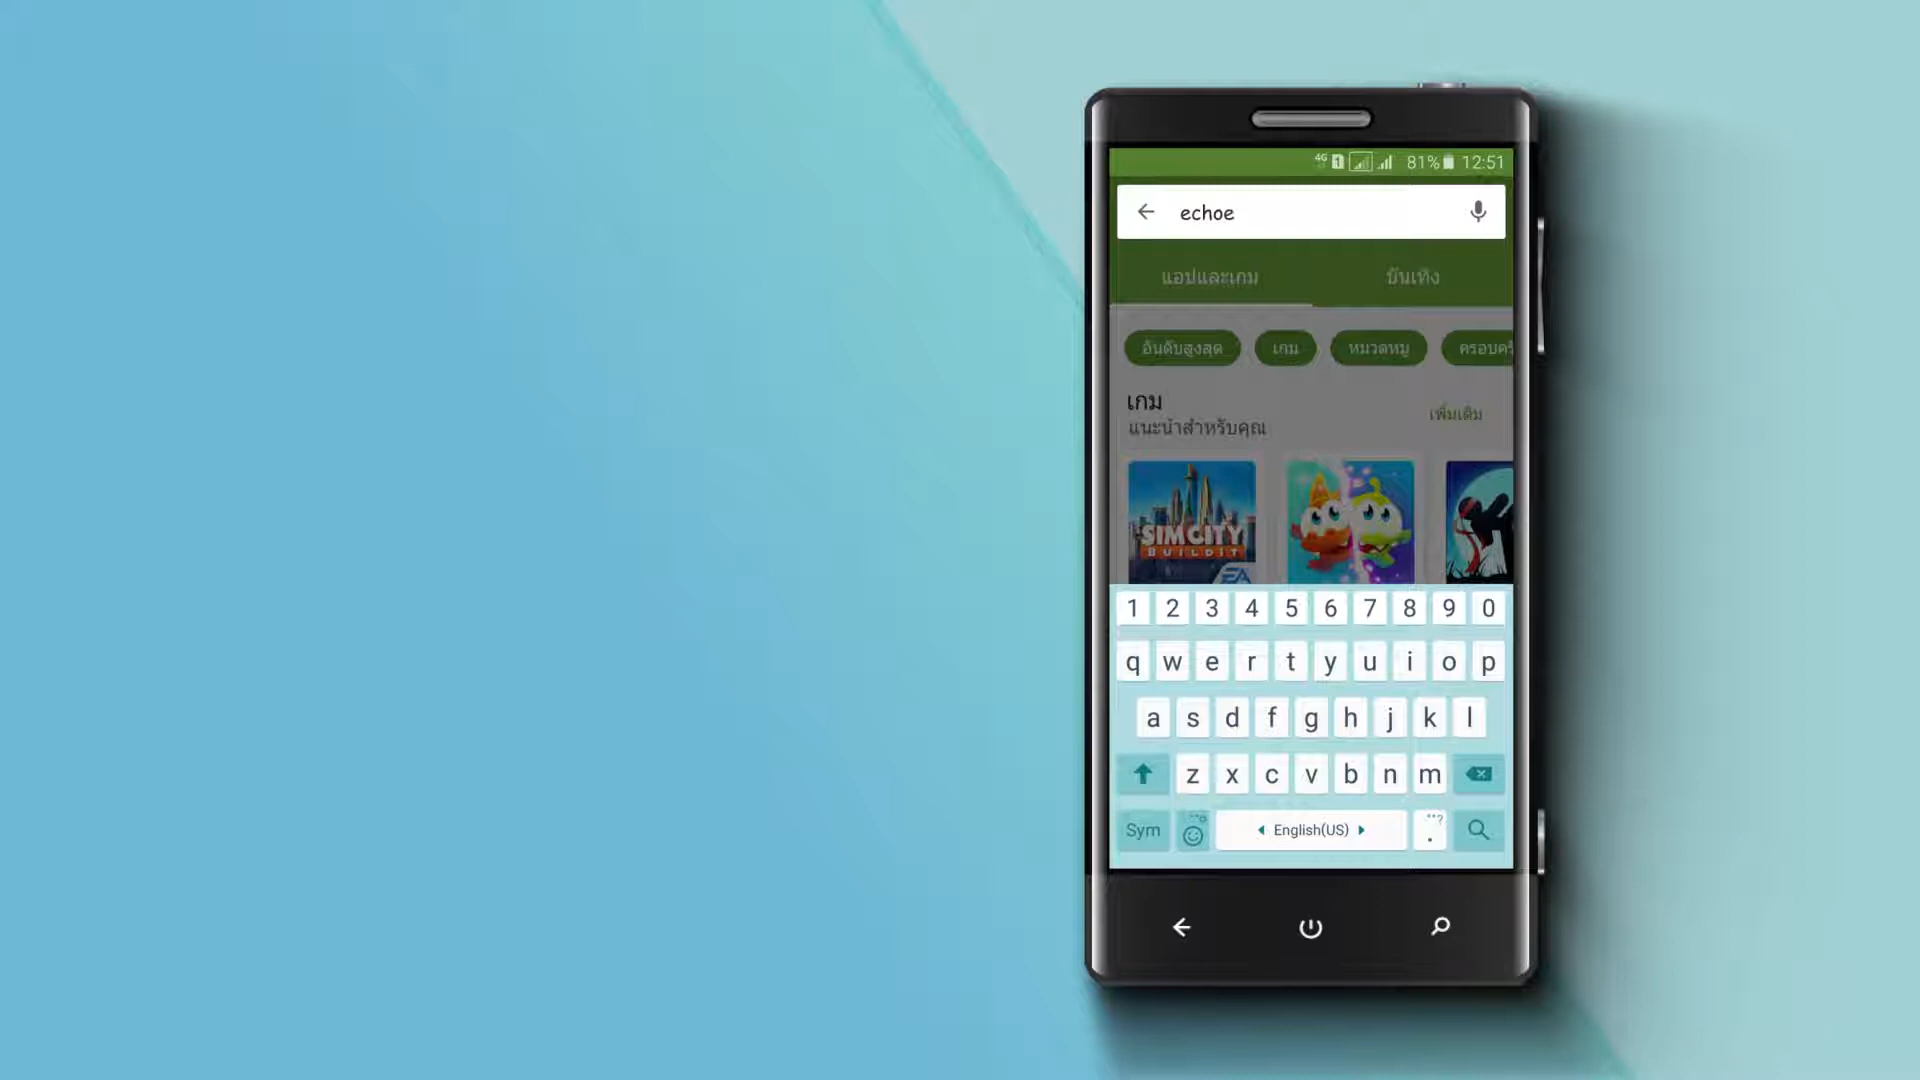 4G 1 81% 12:51
echoe
แอปและเกม บันเทิง
อันดับสูงสุด เกม หมวดหมู่
เกม
แนะนำสำหรับคุณ เพิ่มเติม
SIMCITY
BUILDIT
EA
1 2 3 4 5 6 7 8 9 0
q w e r t y u i o p
a s d f g h j k l
z x c v b n m
Sym English(US) .